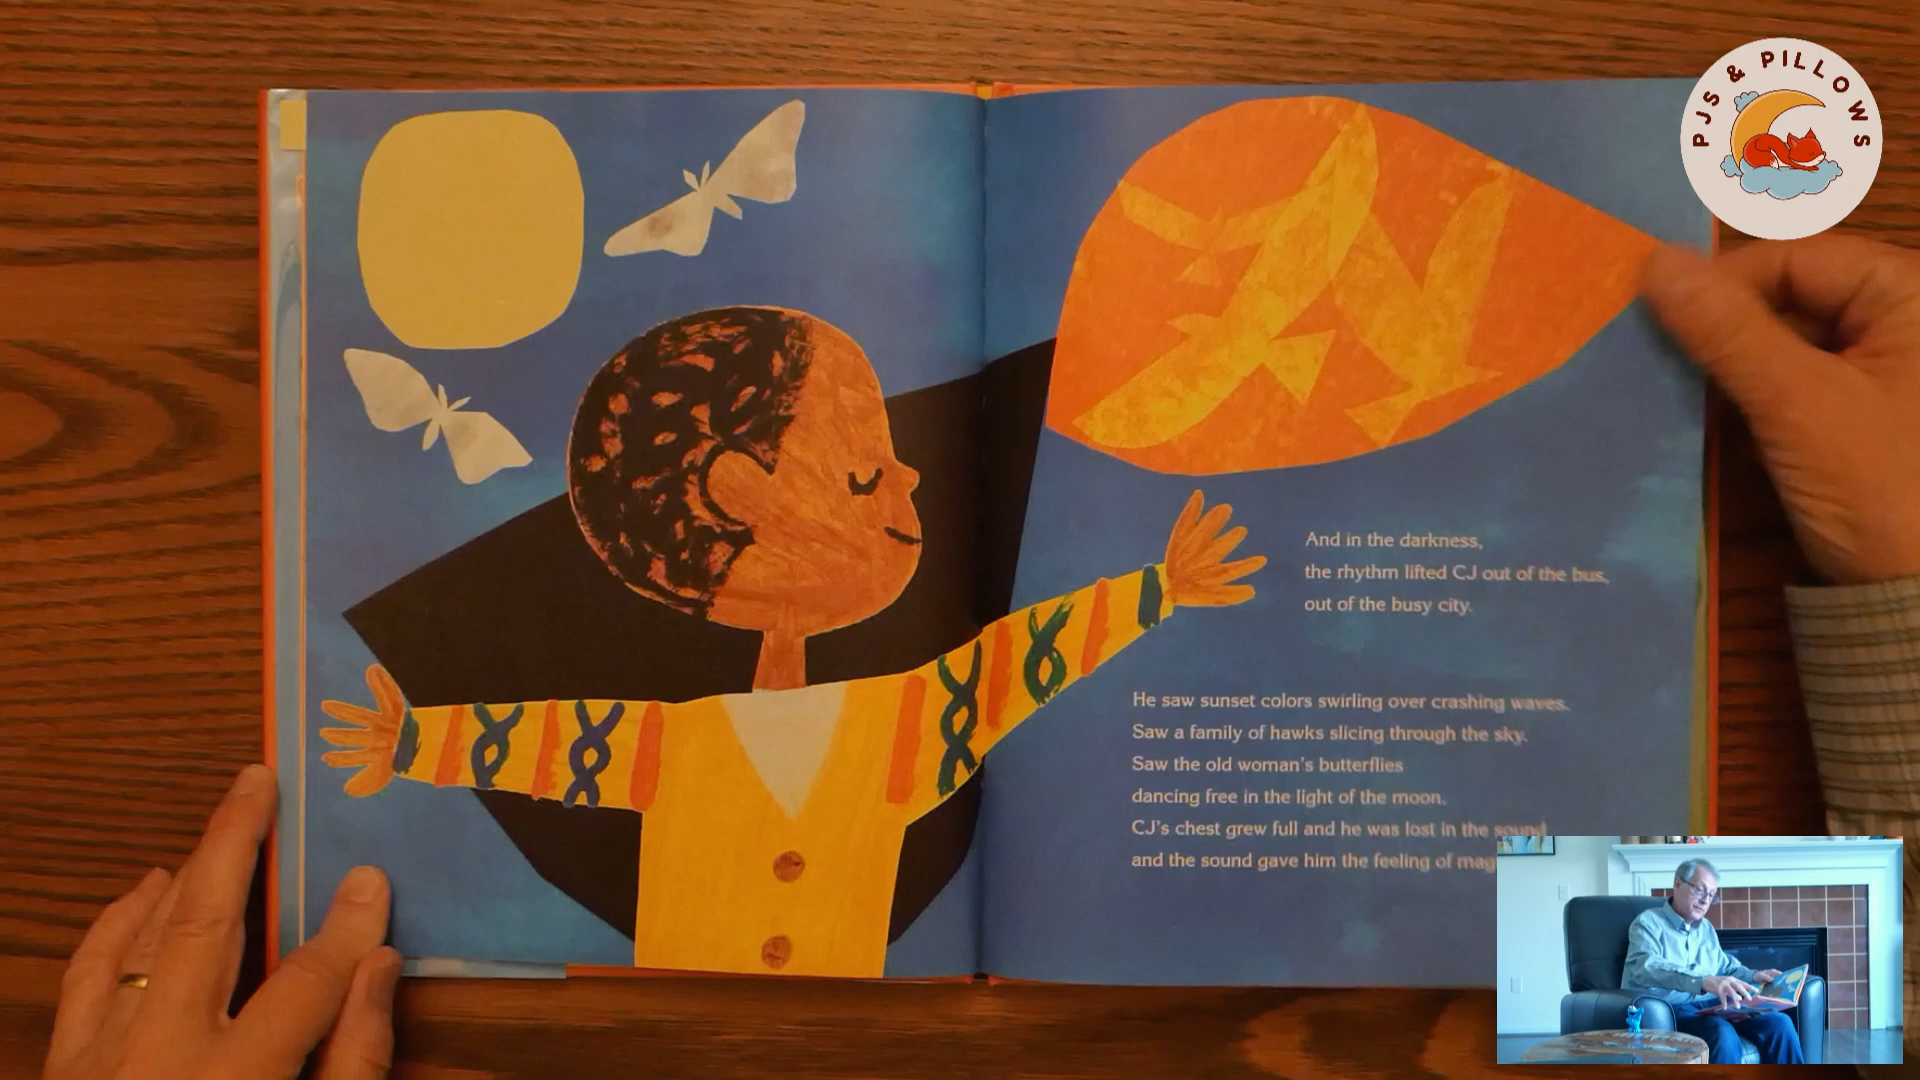 PJS & PILLOWS
And in the darkness,
the rhythm lifted CJ out of the bus,
out of the busy city.
He saw sunset colors swirling over crashing waves.
Saw a family of hawks slicing through the sky.
Saw the old woman's butterflies
dancing free in the light of the moon.
CJ's chest grew full and he was lost in the sound
and the sound gave him the feeling of